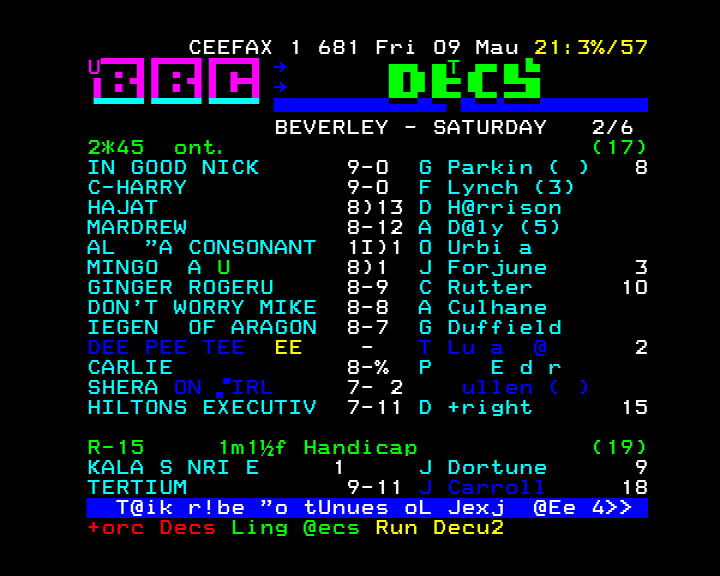 CEEFAX 1 681 Fri 09 Mau 21:3%/57
U BBC → → DECS T
BEVERLEY - SATURDAY 2/6
2*45 ont. (17)
IN GOOD NICK 9-0 G Parkin ( ) 8
C-HARRY 9-0 F Lynch (3)
HAJAT 8)13 D H@rrison
MARDREW 8-12 A D@ly (5)
AL "A CONSONANT 1I)1 O Urbi a
MINGO A U 8)1 J Forjune 3
GINGER ROGERU 8-9 C Rutter 10
DON'T WORRY MIKE 8-8 A Culhane
IEGEN OF ARAGON 8-7 G Duffield
DEE PEE TEE EE - T Lu a @ 2
CARLIE 8-% P E d r
SHERA ON IRL 7- 2 ullen ( )
HILTONS EXECUTIV 7-11 D +right 15
R-15 1m1½f Handicap (19)
KALA S NRI E 1 J Dortune 9
TERTIUM 9-11 J Carroll 18
T@ik r!be "o tUnues oL Jexj @Ee 4>>
+orc Decs Ling @ecs Run Decu2